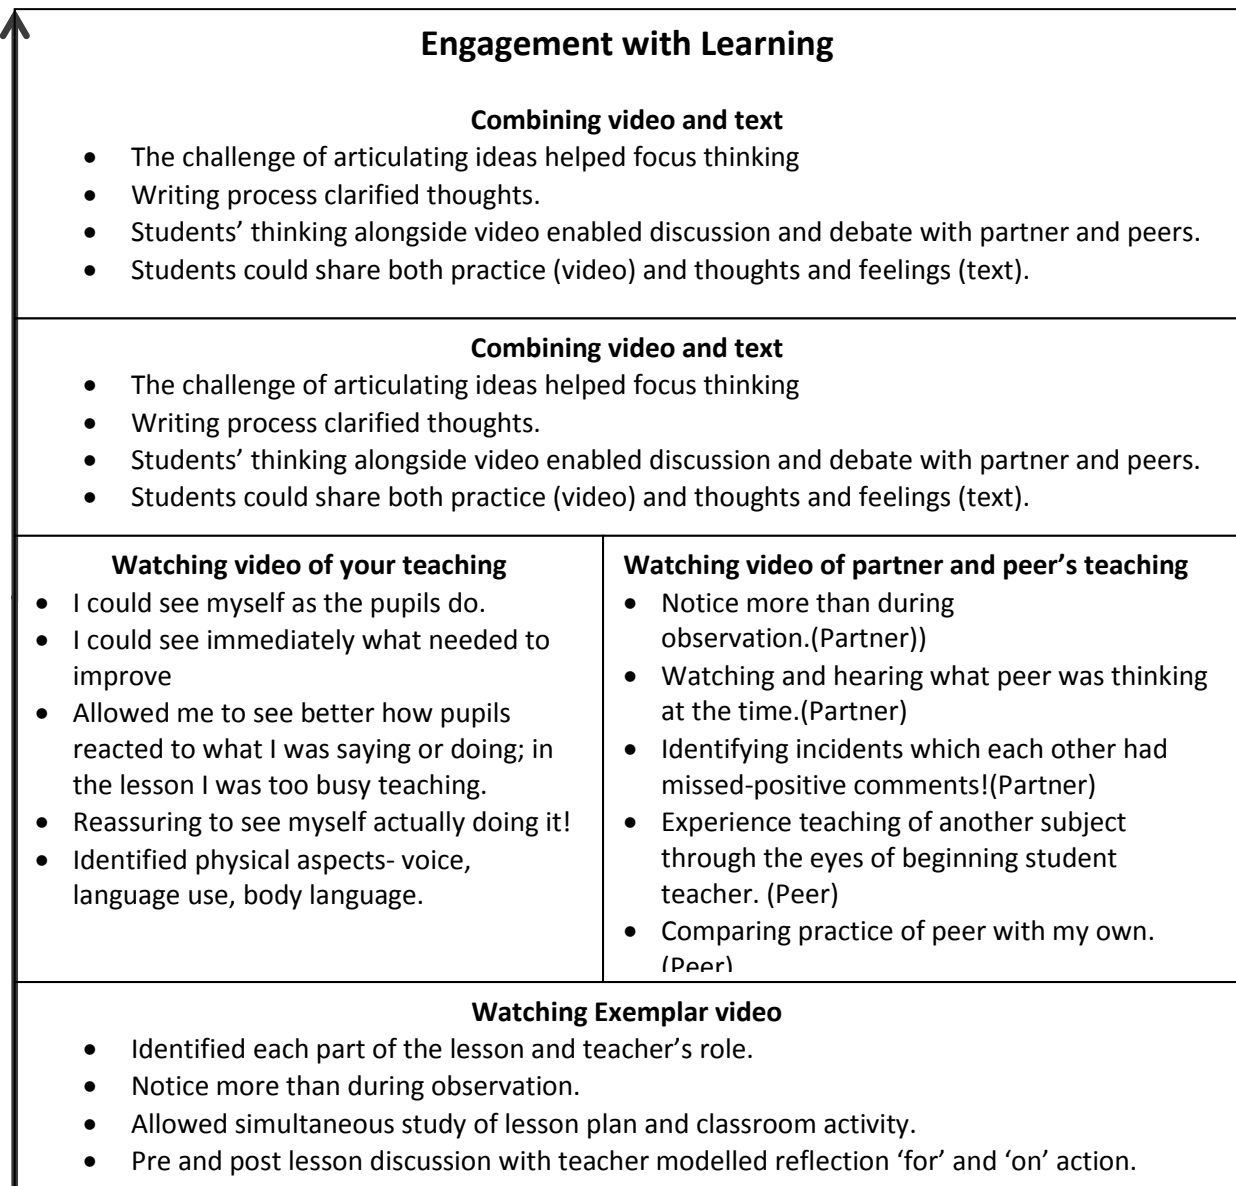 Engagement with Learning
Combining video and text
• The challenge of articulating ideas helped focus thinking
• Writing process clarified thoughts.
• Students’ thinking alongside video enabled discussion and debate with partner and peers.
• Students could share both practice (video) and thoughts and feelings (text).
Combining video and text
• The challenge of articulating ideas helped focus thinking
• Writing process clarified thoughts.
• Students’ thinking alongside video enabled discussion and debate with partner and peers.
• Students could share both practice (video) and thoughts and feelings (text).
Watching video of your teaching
• I could see myself as the pupils do.
• I could see immediately what needed to
improve
• Allowed me to see better how pupils
reacted to what I was saying or doing; in
the lesson I was too busy teaching.
• Reassuring to see myself actually doing it!
• Identified physical aspects- voice,
language use, body language.
Watching video of partner and peer’s teaching
• Notice more than during
observation.(Partner))
• Watching and hearing what peer was thinking
at the time.(Partner)
• Identifying incidents which each other had
missed-positive comments!(Partner)
• Experience teaching of another subject
through the eyes of beginning student
teacher. (Peer)
• Comparing practice of peer with my own.
(Peer)
Watching Exemplar video
• Identified each part of the lesson and teacher’s role.
• Notice more than during observation.
• Allowed simultaneous study of lesson plan and classroom activity.
• Pre and post lesson discussion with teacher modelled reflection ‘for’ and ‘on’ action.